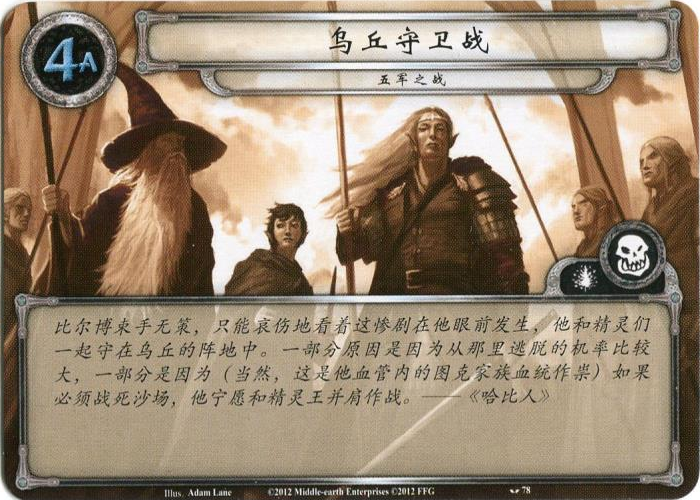 4A
乌丘守卫战
五军之战
比尔博束手无策，只能哀伤地看着这惨剧在他眼前发生，他和精灵们
一起守在乌丘的阵地中。一部分原因是因为从那里逃脱的机率比较
大，一部分是因为（当然，这是他血管内的图克家族血统作祟）如果
必须战死沙场，他宁愿和精灵王并肩作战。——《哈比人》
Illus. Adam Lane ©2012 Middle-earth Enterprises ©2012 FFG 78